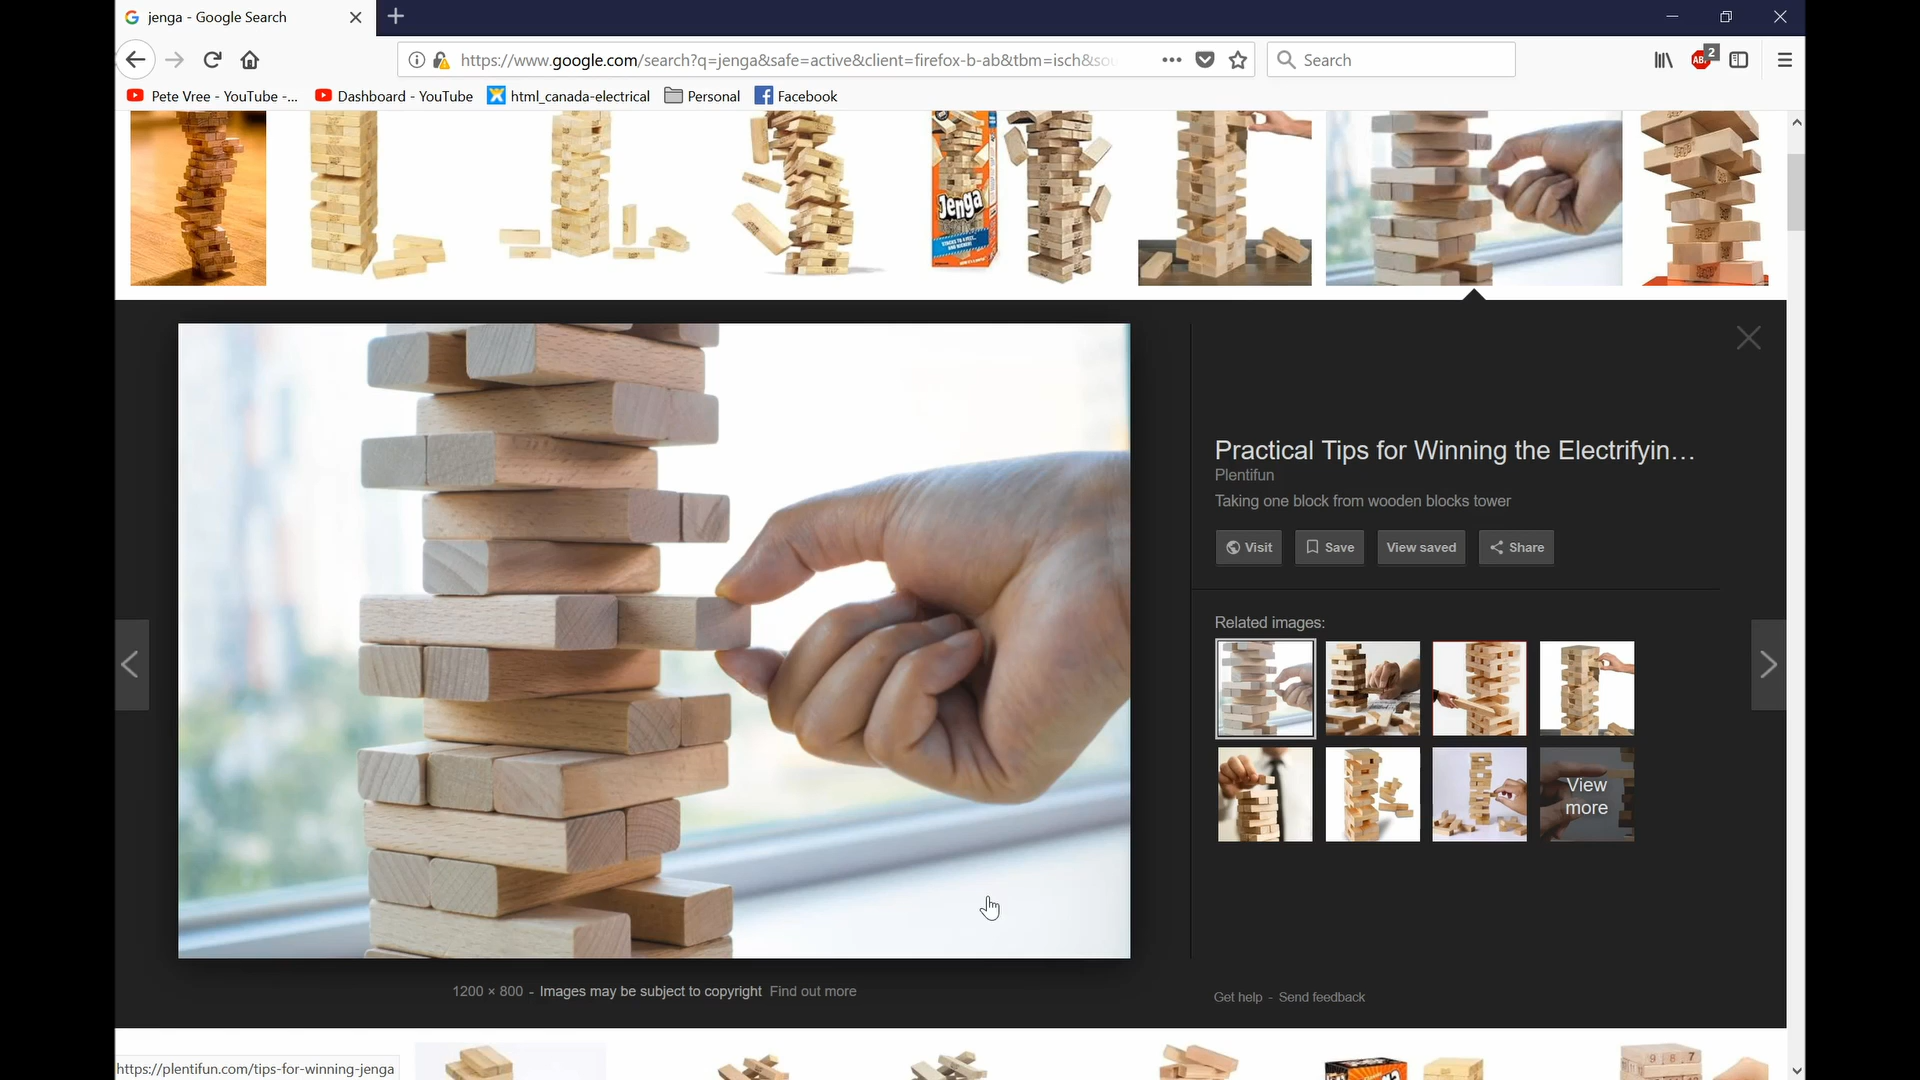 jenga - Google Search
https://www.google.com/search?q=jenga&safe=active&client=firefox-b-ab&tbm=isch&sou
Search
2
Pete Vree - YouTube -...
Dashboard - YouTube
html_canada-electrical
Personal
Facebook
Jenga
Practical Tips for Winning the Electrifyin...
Plentifun
Taking one block from wooden blocks tower
Visit
Save
View saved
Share
Related images:
View
more
1200 × 800 - Images may be subject to copyright Find out more
Get help - Send feedback
https://plentifun.com/tips-for-winning-jenga